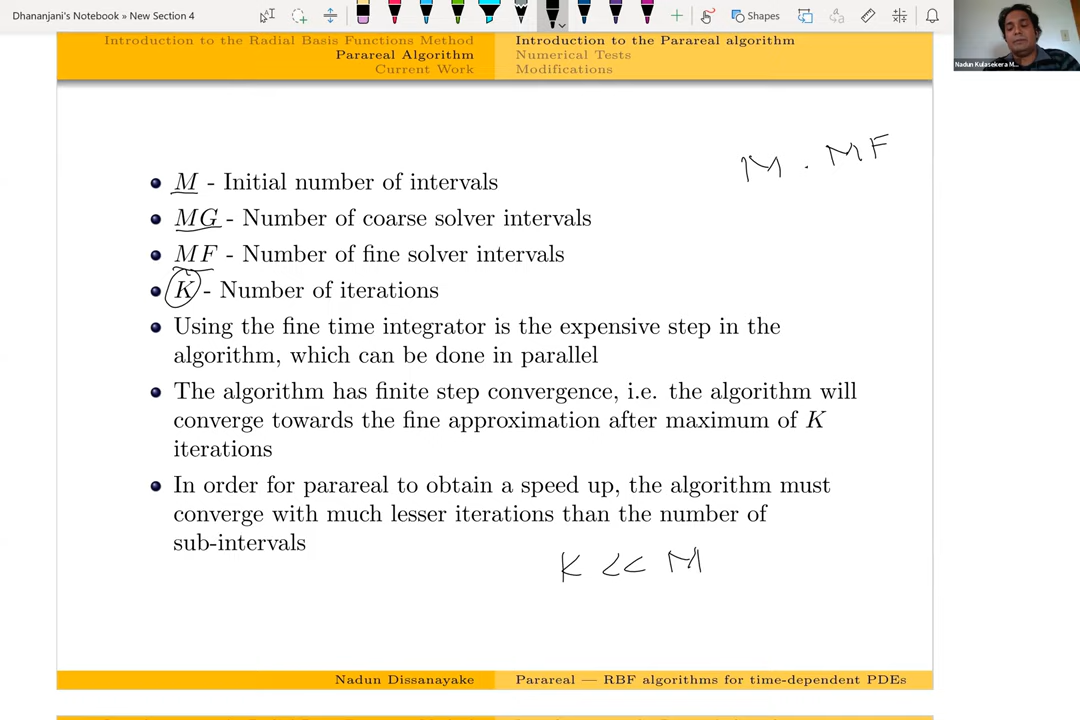 Dhananjani's Notebook » New Section 4
Shapes
Nadun Kulasekera M...
Introduction to the Radial Basis Functions Method
Parareal Algorithm
Current Work
Introduction to the Parareal algorithm
Numerical Tests
Modifications
M . MF
M - Initial number of intervals
MG - Number of coarse solver intervals
MF - Number of fine solver intervals
K - Number of iterations
Using the fine time integrator is the expensive step in the
algorithm, which can be done in parallel
The algorithm has finite step convergence, i.e. the algorithm will
converge towards the fine approximation after maximum of K
iterations
In order for parareal to obtain a speed up, the algorithm must
converge with much lesser iterations than the number of
sub-intervals
K << M
Nadun Dissanayake
Parareal — RBF algorithms for time-dependent PDEs